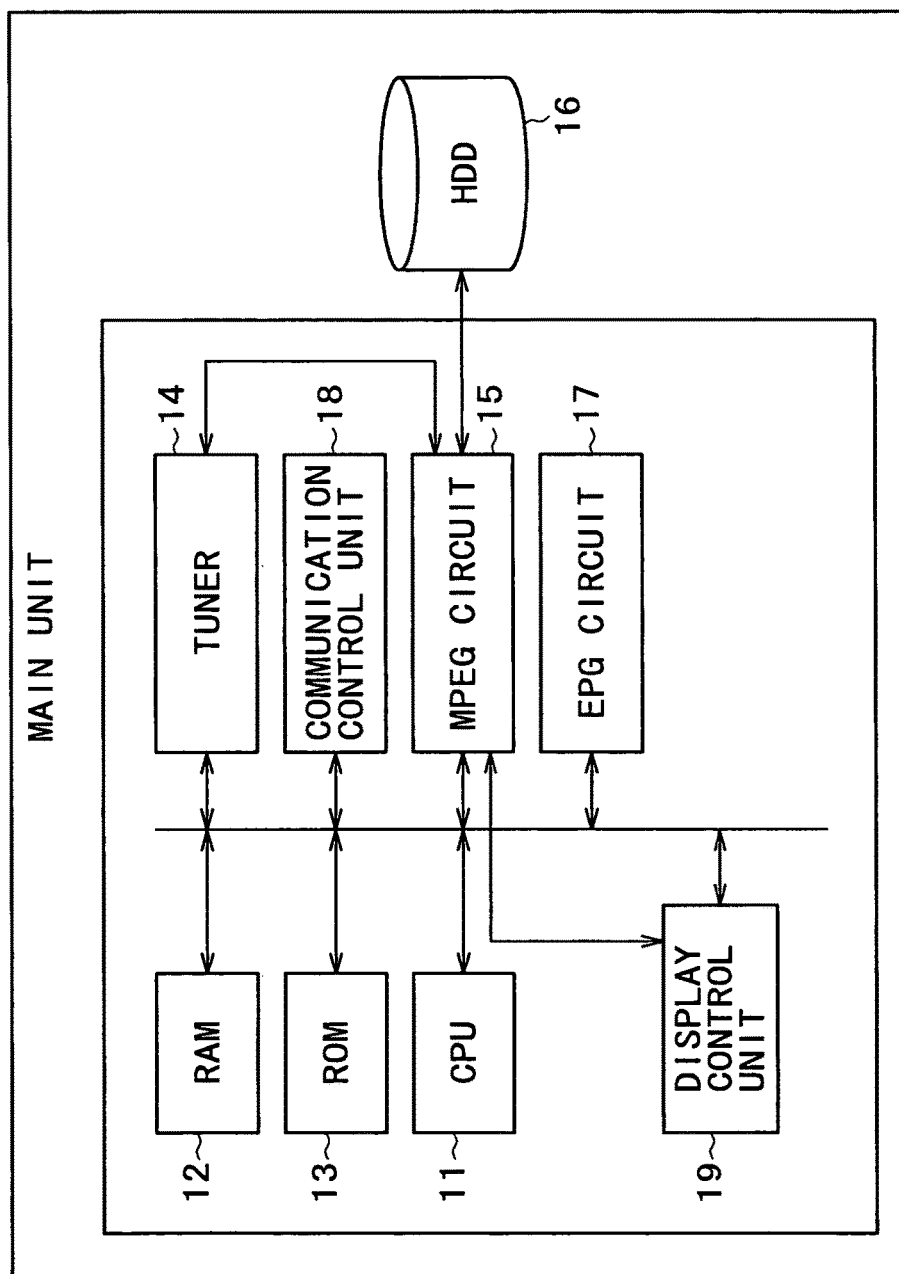 MAIN UNIT
RAM
12
ROM
13
CPU
11
DISPLAY
CONTROL
UNIT
19
TUNER
14
COMMUNICATION
CONTROL UNIT
18
MPEG CIRCUIT
15
EPG CIRCUIT
17
HDD
16